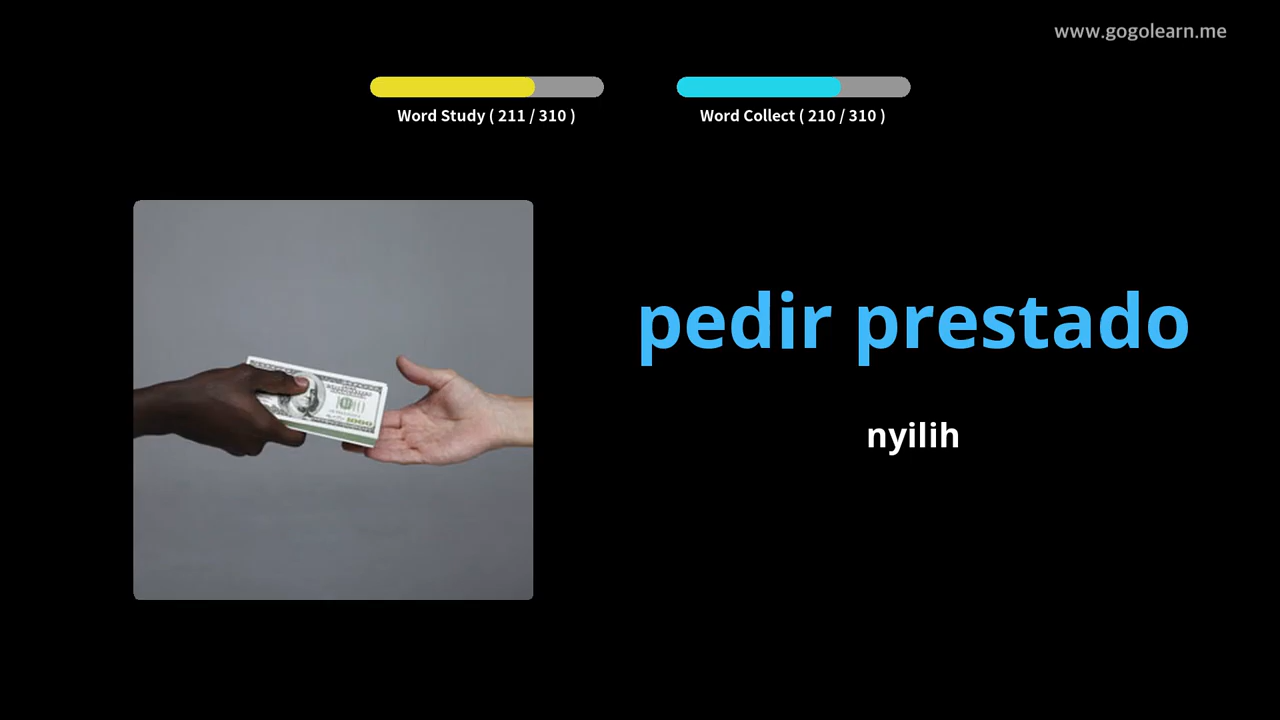 www.gogolearn.me
Word Study ( 211 / 310 )
Word Collect ( 210 / 310 )
pedir prestado
nyilih